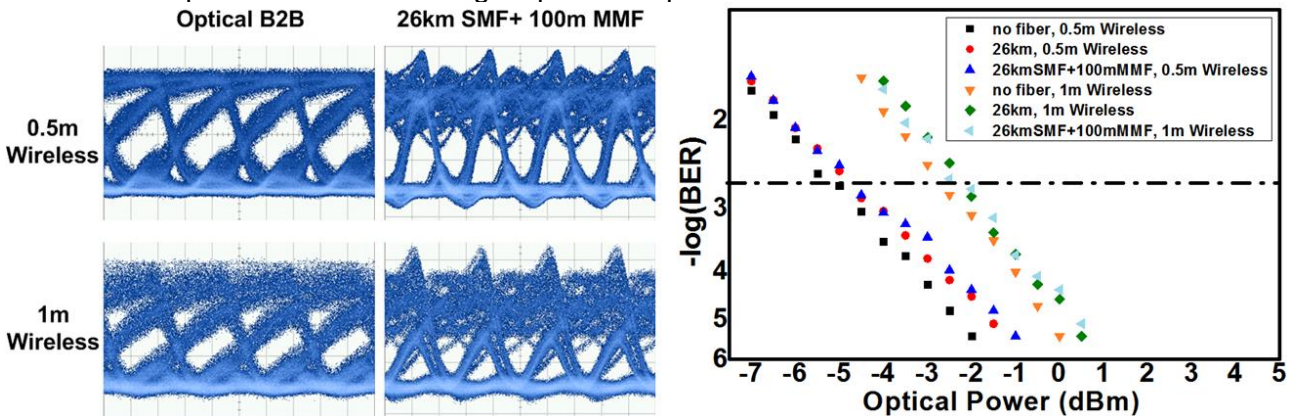 Optical B2B
26km SMF+ 100m MMF
0.5m
Wireless
1m
Wireless
no fiber, 0.5m Wireless
26km, 0.5m Wireless
26kmSMF+100mMMF, 0.5m Wireless
no fiber, 1m Wireless
26km, 1m Wireless
26kmSMF+100mMMF, 1m Wireless
-log(BER)
2
3
4
5
6
-7 -6 -5 -4 -3 -2 -1 0 1 2 3 4 5
Optical Power (dBm)